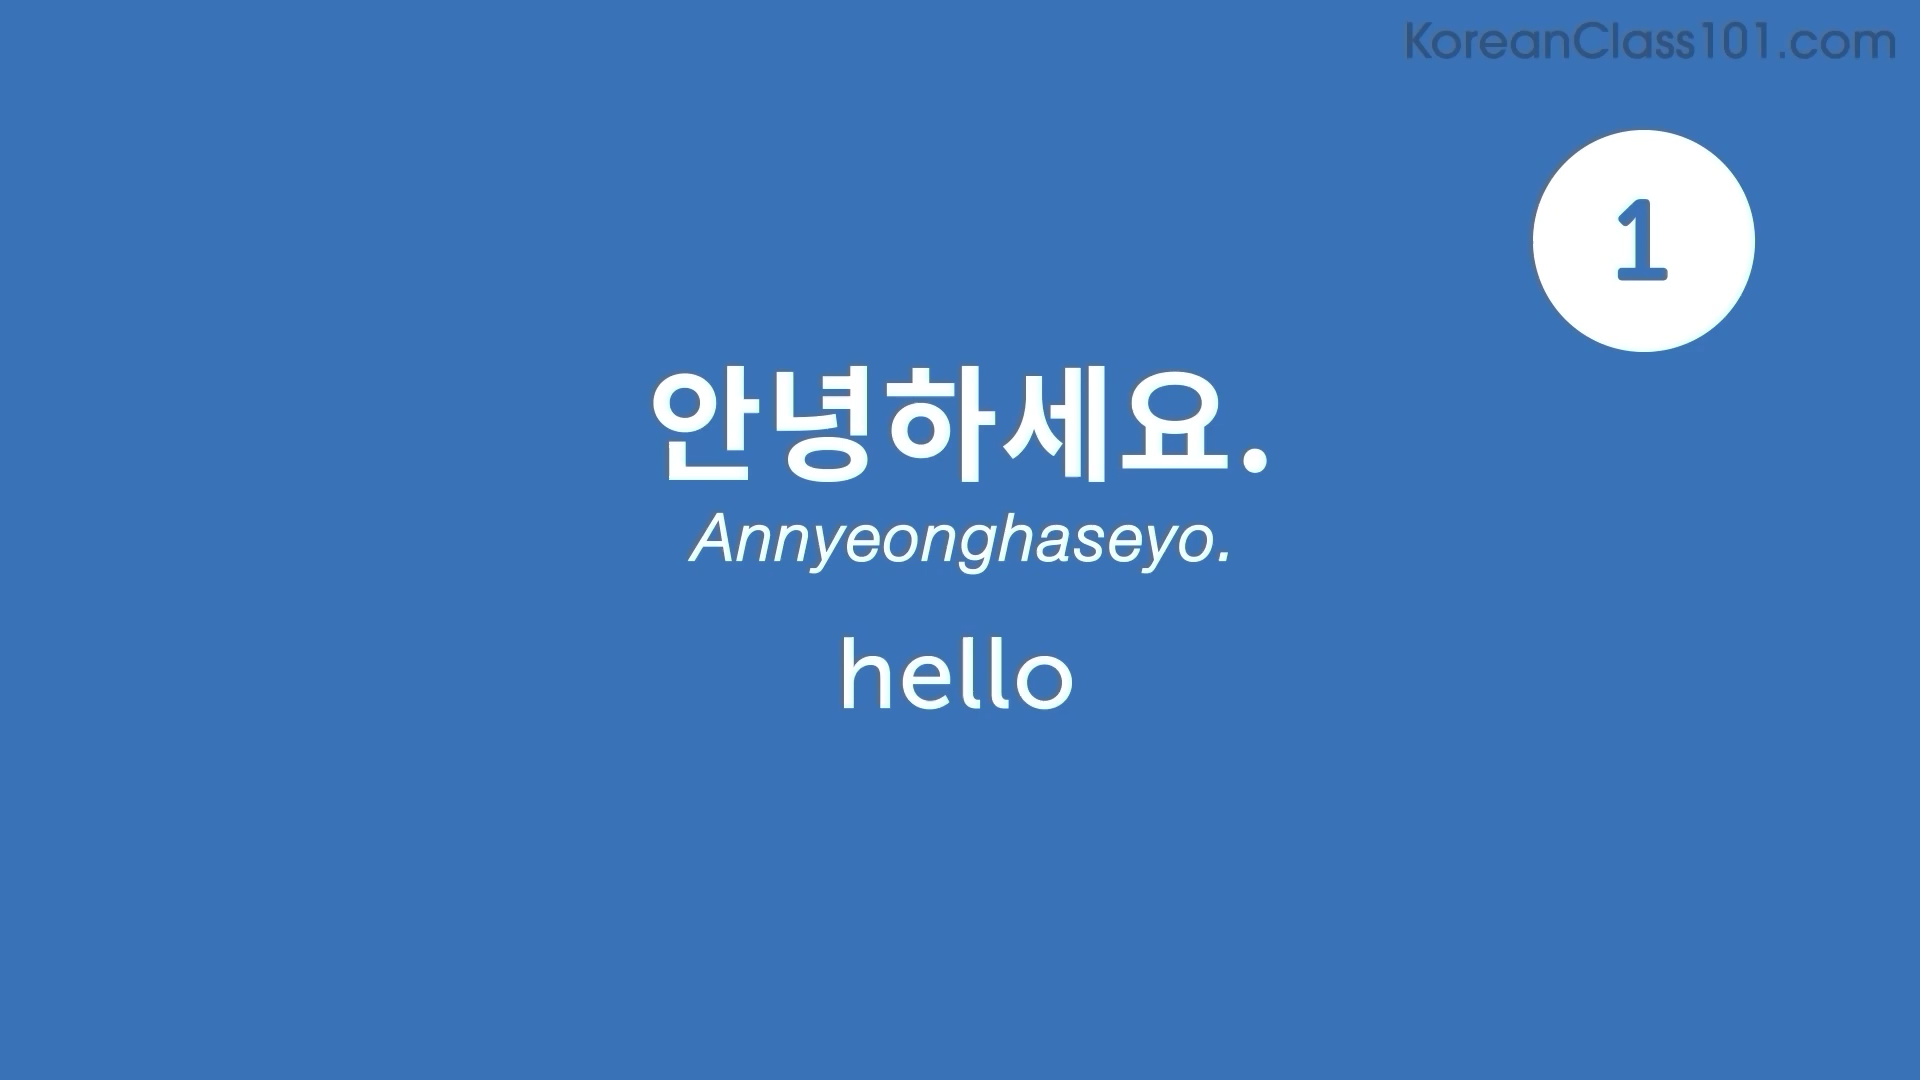 KoreanClass101.com
1
안녕하세요.
Annyeonghaseyo.
hello